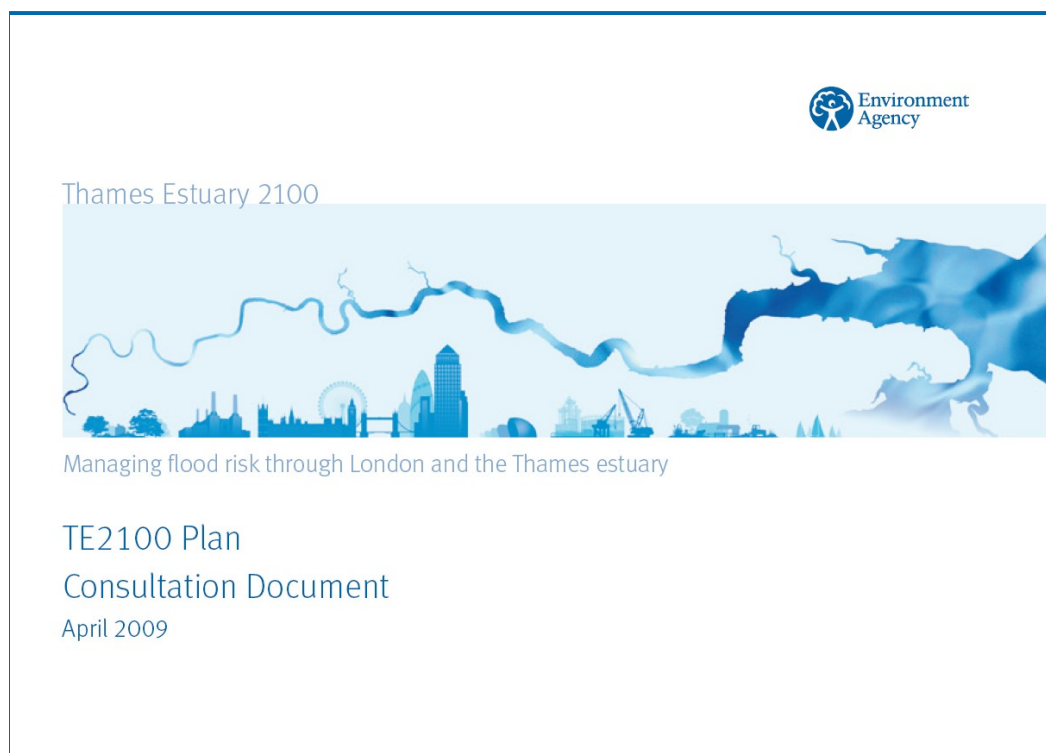 Environment
Agency
Thames Estuary 2100
Managing flood risk through London and the Thames estuary
TE2100 Plan
Consultation Document
April 2009